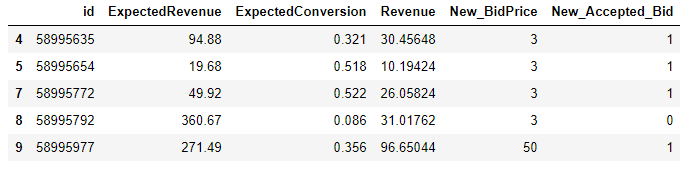 id ExpectedRevenue ExpectedConversion Revenue New_BidPrice New_Accepted_Bid
4 58995635 94.88 0.321 30.45648 3 1
5 58995654 19.68 0.518 10.19424 3 1
7 58995772 49.92 0.522 26.05824 3 1
8 58995792 360.67 0.086 31.01762 3 0
9 58995977 271.49 0.356 96.65044 50 1